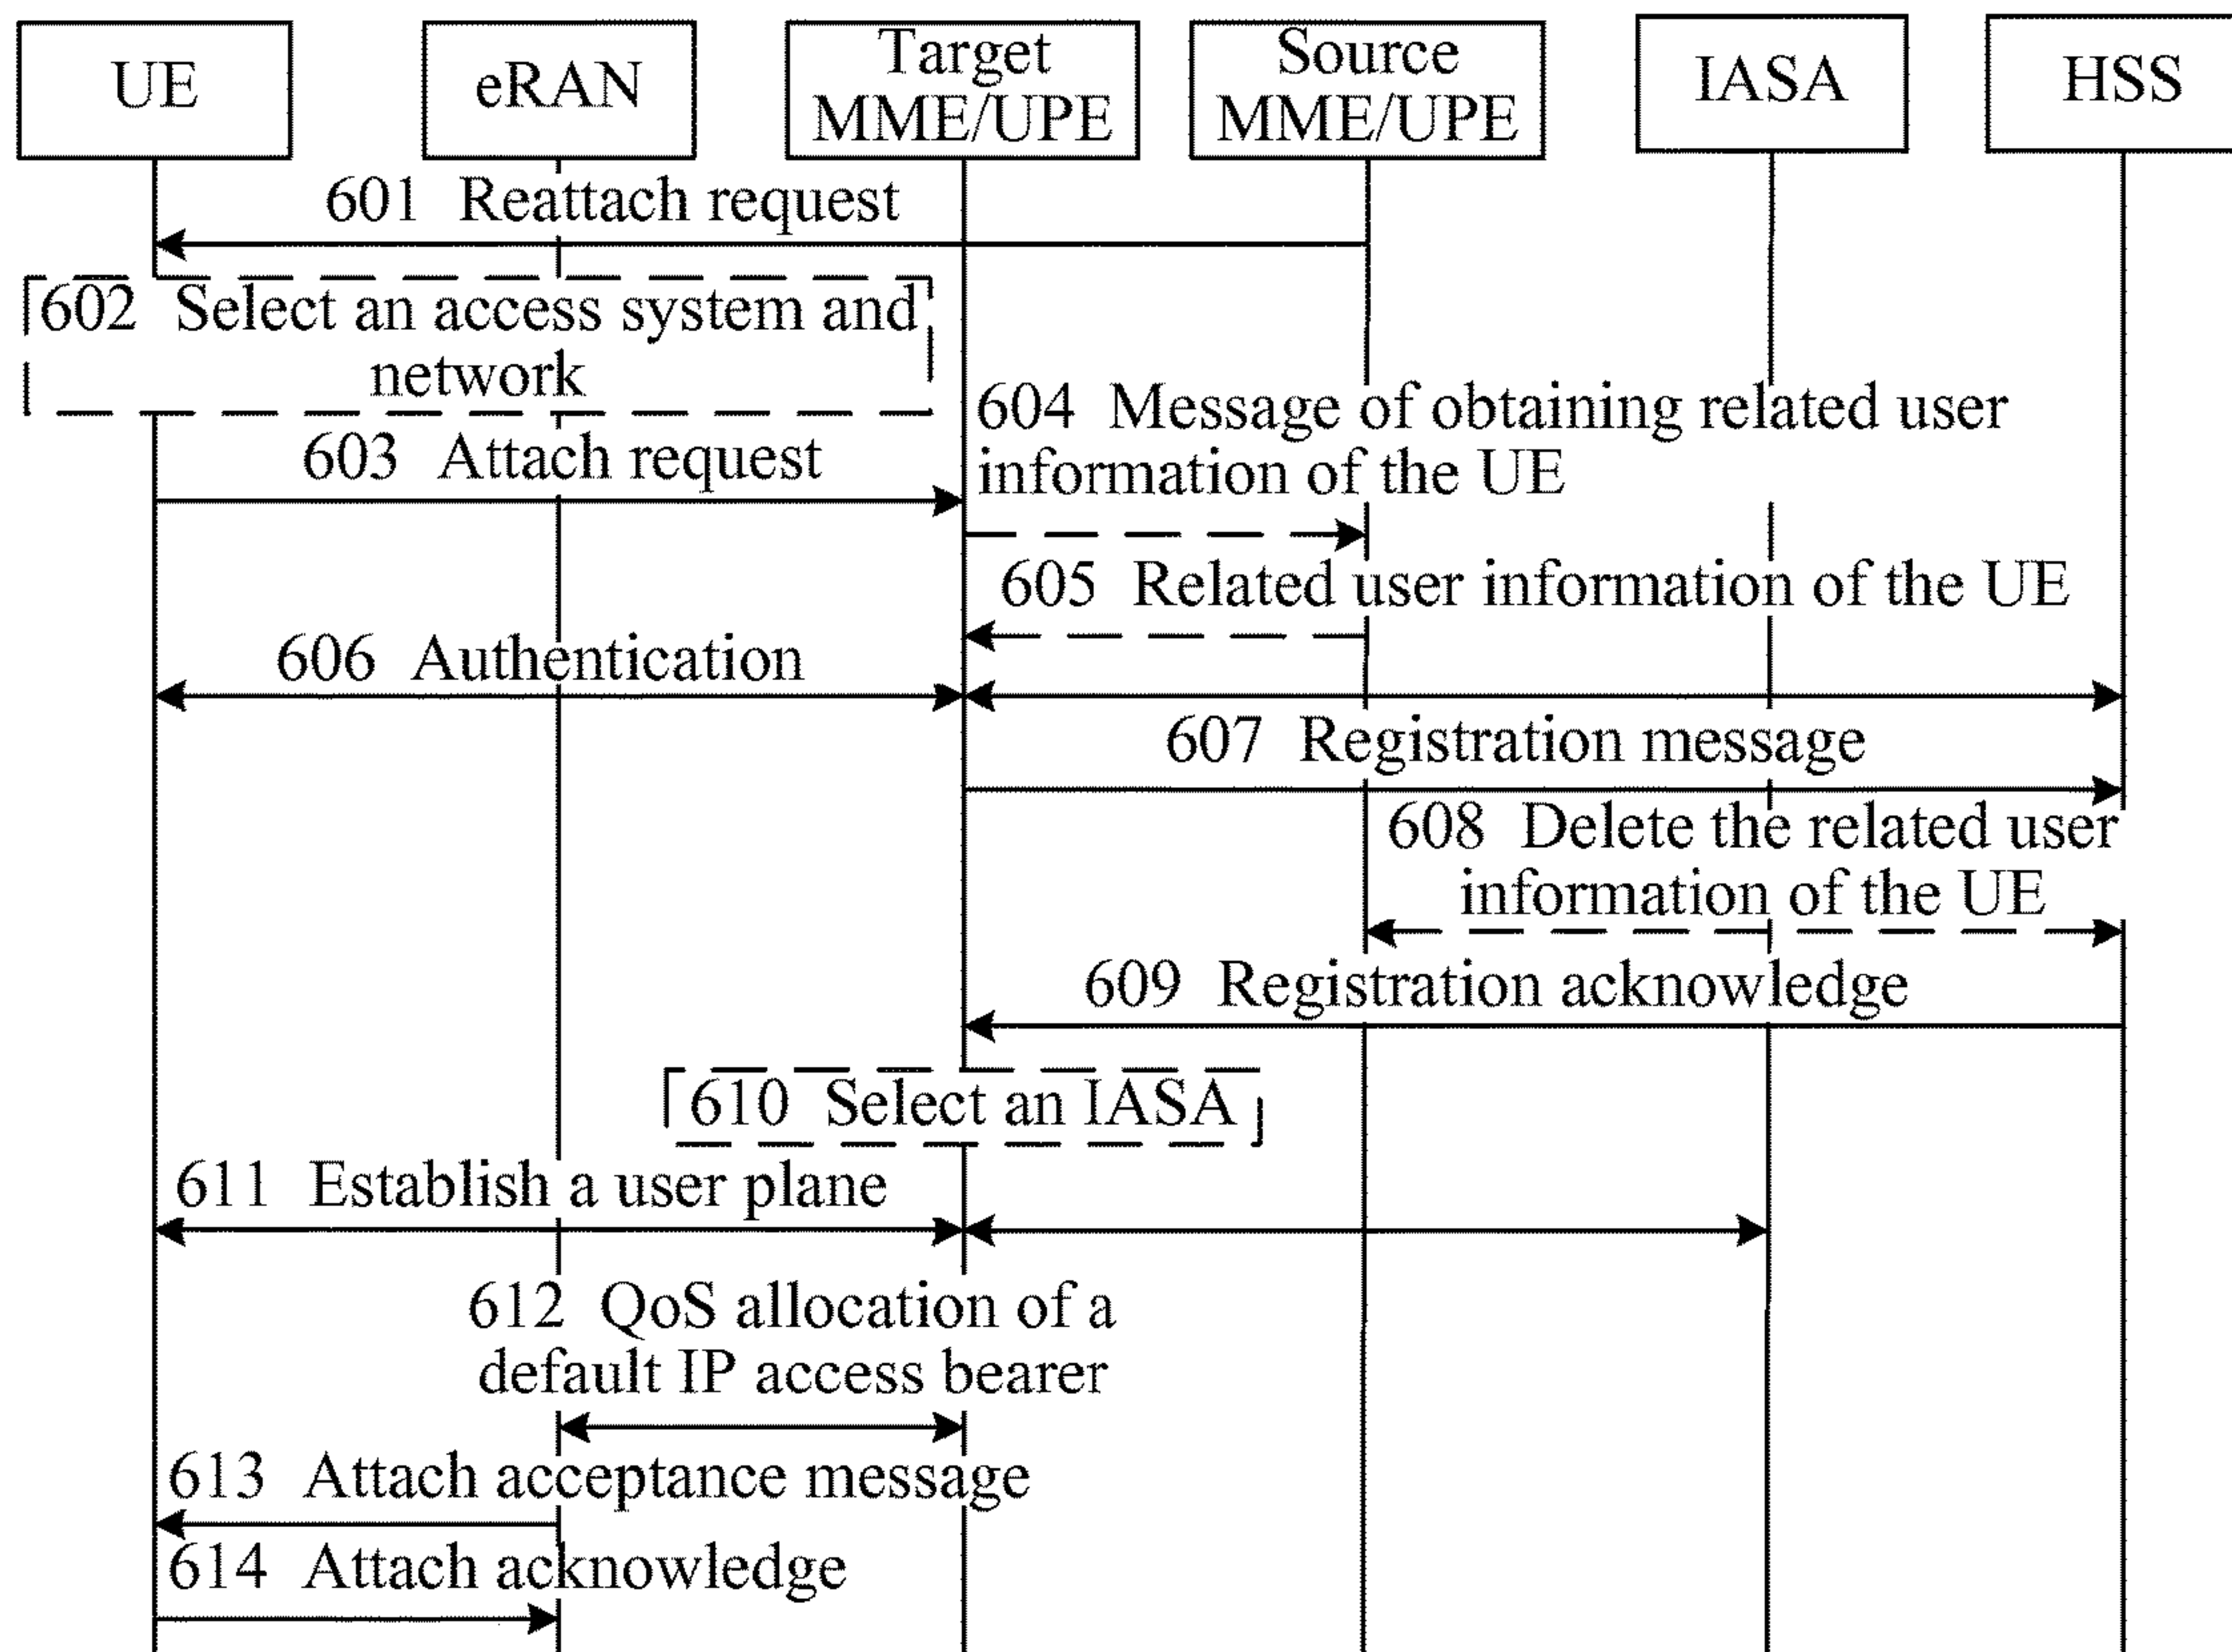 UE
eRAN
Target
MME/UPE
Source
MME/UPE
IASA
HSS
601 Reattach request
602 Select an access system and
network
603 Attach request
604 Message of obtaining related user
information of the UE
605 Related user information of the UE
606 Authentication
607 Registration message
608 Delete the related user
information of the UE
609 Registration acknowledge
610 Select an IASA
611 Establish a user plane
612 QoS allocation of a
default IP access bearer
613 Attach acceptance message
614 Attach acknowledge